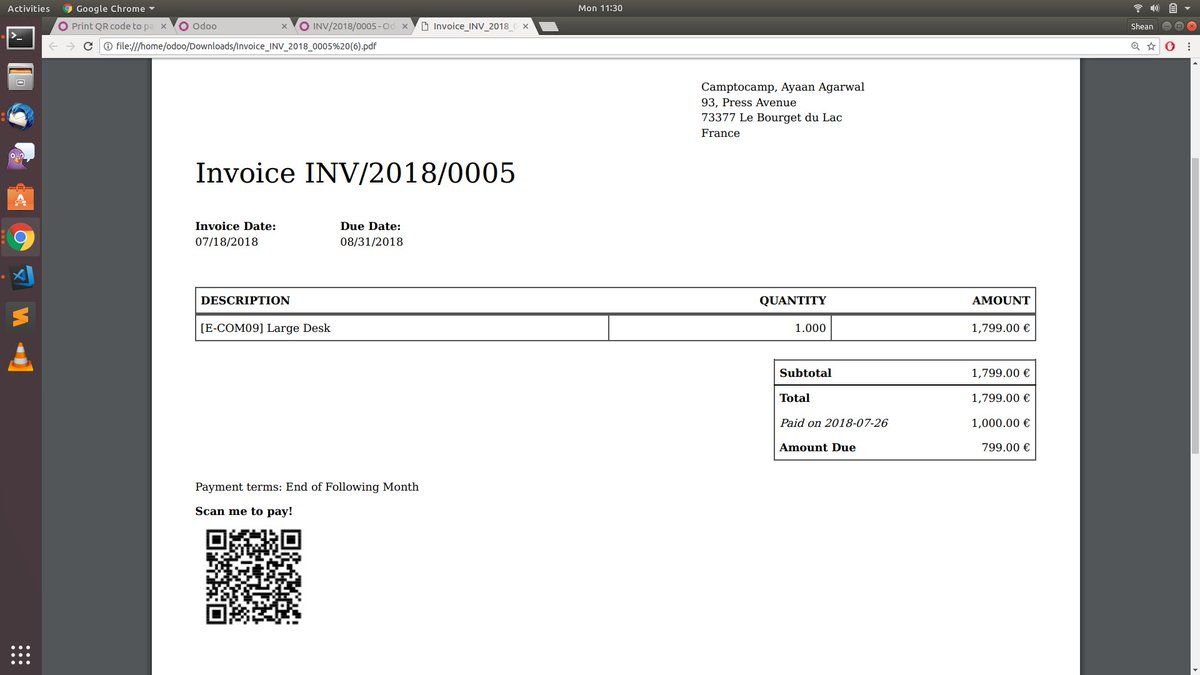 Activities Google Chrome Mon 11:30
Print QR code to pa Odoo INV/2018/0005 - Od Invoice_INV_2018_0 Shean
file:///home/odoo/Downloads/Invoice_INV_2018_0005%20(6).pdf
Camptocamp, Ayaan Agarwal
93, Press Avenue
73377 Le Bourget du Lac
France
Invoice INV/2018/0005
Invoice Date: Due Date:
07/18/2018 08/31/2018
DESCRIPTION QUANTITY AMOUNT
[E-COM09] Large Desk 1.000 1,799.00 €
Subtotal 1,799.00 €
Total 1,799.00 €
Paid on 2018-07-26 1,000.00 €
Amount Due 799.00 €
Payment terms: End of Following Month
Scan me to pay!